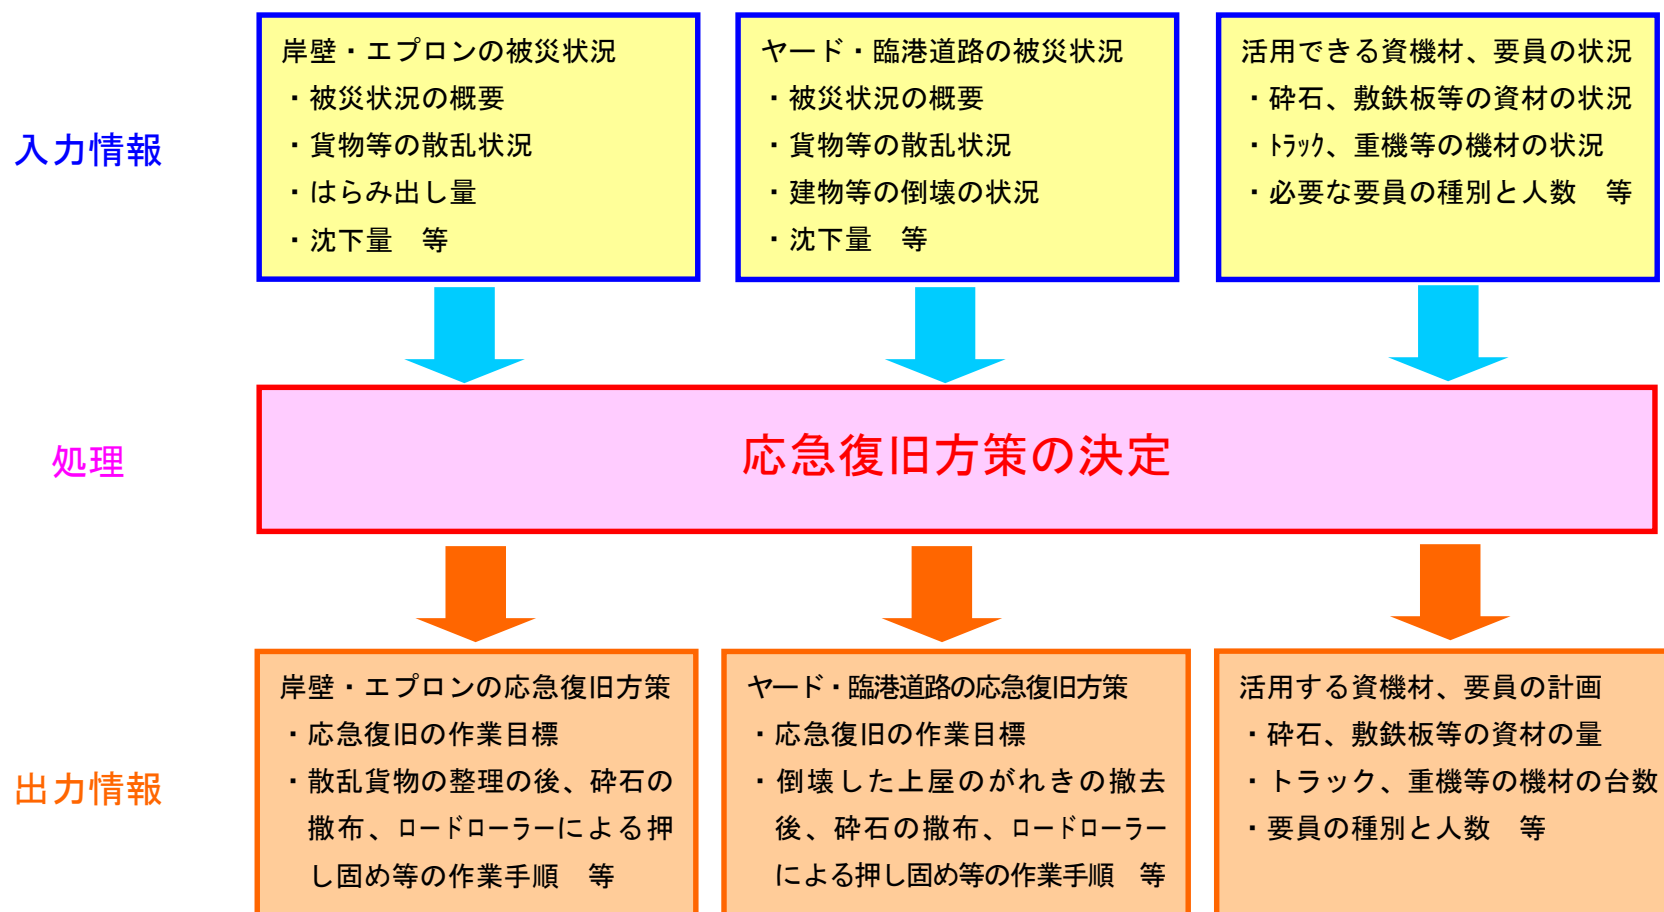 入力情報
岸壁・エプロンの被災状況
・被災状況の概要
・貨物等の散乱状況
・はらみ出し量
・沈下量　等
ヤード・臨港道路の被災状況
・被災状況の概要
・貨物等の散乱状況
・建物等の倒壊の状況
・沈下量　等
活用できる資機材、要員の状況
・砕石、敷鉄板等の資材の状況
・ﾄﾗｯｸ、重機等の機材の状況
・必要な要員の種別と人数　等
処理
応急復旧方策の決定
出力情報
岸壁・エプロンの応急復旧方策
・応急復旧の作業目標
・散乱貨物の整理の後、砕石の
撒布、ロードローラーによる押
し固め等の作業手順　等
ヤード・臨港道路の応急復旧方策
・応急復旧の作業目標
・倒壊した上屋のがれきの撤去
後、砕石の撒布、ロードローラー
による押し固め等の作業手順　等
活用する資機材、要員の計画
・砕石、敷鉄板等の資材の量
・トラック、重機等の機材の台数
・要員の種別と人数　等